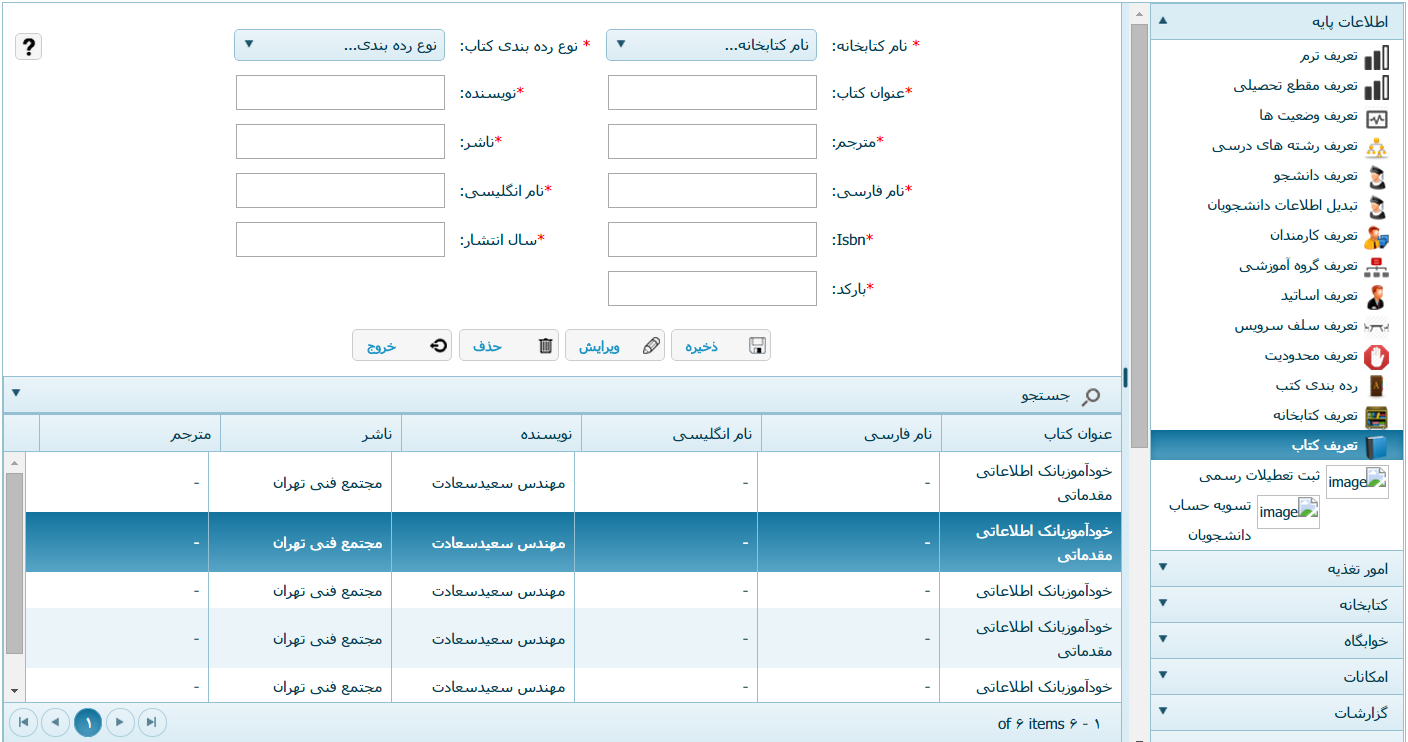 اطلاعات پایه
تعریف ترم
تعریف مقطع تحصیلی
تعریف وضعیت ها
تعریف رشته های درسی
تعریف دانشجو
تبدیل اطلاعات دانشجویان
تعریف کارمندان
تعریف گروه آموزشی
تعریف اساتید
تعریف سلف سرویس
تعریف محدودیت
رده بندی کتب
تعریف کتابخانه
تعریف کتاب
image ثبت تعطیلات رسمی
image تسویه حساب
دانشجویان
امور تغذیه
کتابخانه
خوابگاه
امکانات
گزارشات
* نام کتابخانه: نام کتابخانه... * نوع رده بندی کتاب: نوع رده بندی... ?
*عنوان کتاب: *نویسنده:
*مترجم: *ناشر:
*نام فارسی: *نام انگلیسی:
*Isbn: *سال انتشار:
*بارکد:
ذخیره ویرایش حذف خروج
جستجو
عنوان کتاب نام فارسی نام انگلیسی نویسنده ناشر مترجم
خودآموزبانک اطلاعاتی - - مهندس سعیدسعادت مجتمع فنی تهران -
مقدماتی
خودآموزبانک اطلاعاتی - - مهندس سعیدسعادت مجتمع فنی تهران -
مقدماتی
خودآموزبانک اطلاعاتی - - مهندس سعیدسعادت مجتمع فنی تهران -
خودآموزبانک اطلاعاتی - - مهندس سعیدسعادت مجتمع فنی تهران -
مقدماتی
خودآموزبانک اطلاعاتی - - مهندس سعیدسعادت مجتمع فنی تهران -
۱ - ۶ of ۶ items ۱